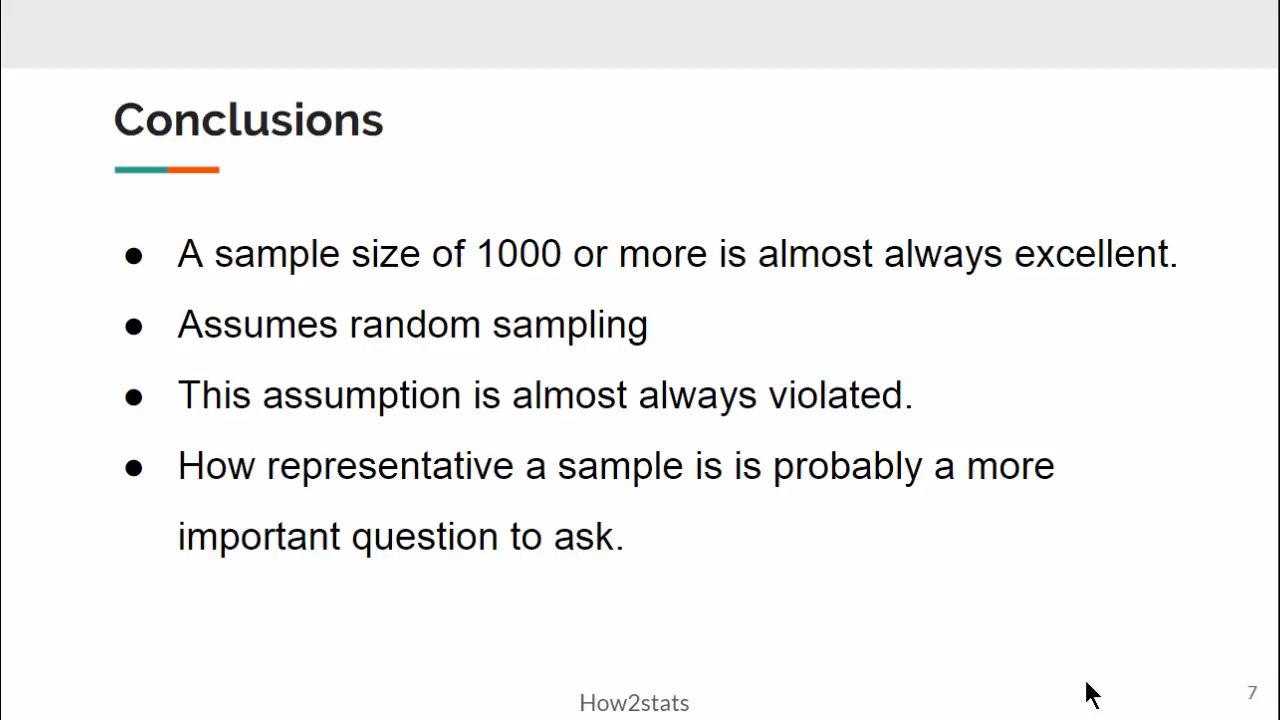 Conclusions
● A sample size of 1000 or more is almost always excellent.
● Assumes random sampling
● This assumption is almost always violated.
● How representative a sample is is probably a more
important question to ask.
How2stats
7